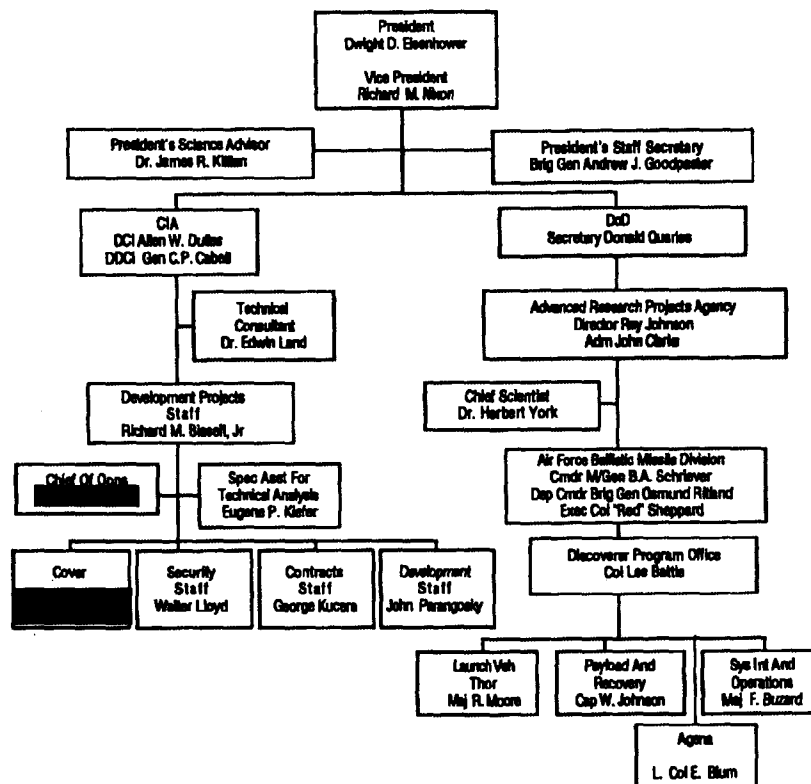 President
Dwight D. Eisenhower
Vice President
Richard M. Nixon
President's Science Advisor
Dr. James R. Killian
President's Staff Secretary
Brig Gen Andrew J. Goodpaster
CIA
DCI Allen W. Dulles
DDCI Gen C.P. Cabell
DoD
Secretary Donald Quarles
Technical
Consultant
Dr. Edwin Land
Advanced Research Projects Agency
Director Roy Johnson
Adm John Clarke
Development Projects
Staff
Richard M. Bissell, Jr
Chief Scientist
Dr. Herbert York
Chief Of Opns
Spec Asst For
Technical Analysis
Eugene P. Kiefer
Air Force Ballistic Missile Division
Cmdr M/Gen B.A. Schriever
Dep Cmdr Brig Gen Osmund Ritland
Exec Col "Red" Sheppard
Cover
Security
Staff
Walter Lloyd
Contracts
Staff
George Kucera
Development
Staff
John Parangosky
Discoverer Program Office
Col Lee Battle
Launch Veh
Thor
Maj R. Moore
Payload And
Recovery
Cap W. Johnson
Sys Int And
Operations
Maj F. Buzard
Agena
L. Col E. Blum